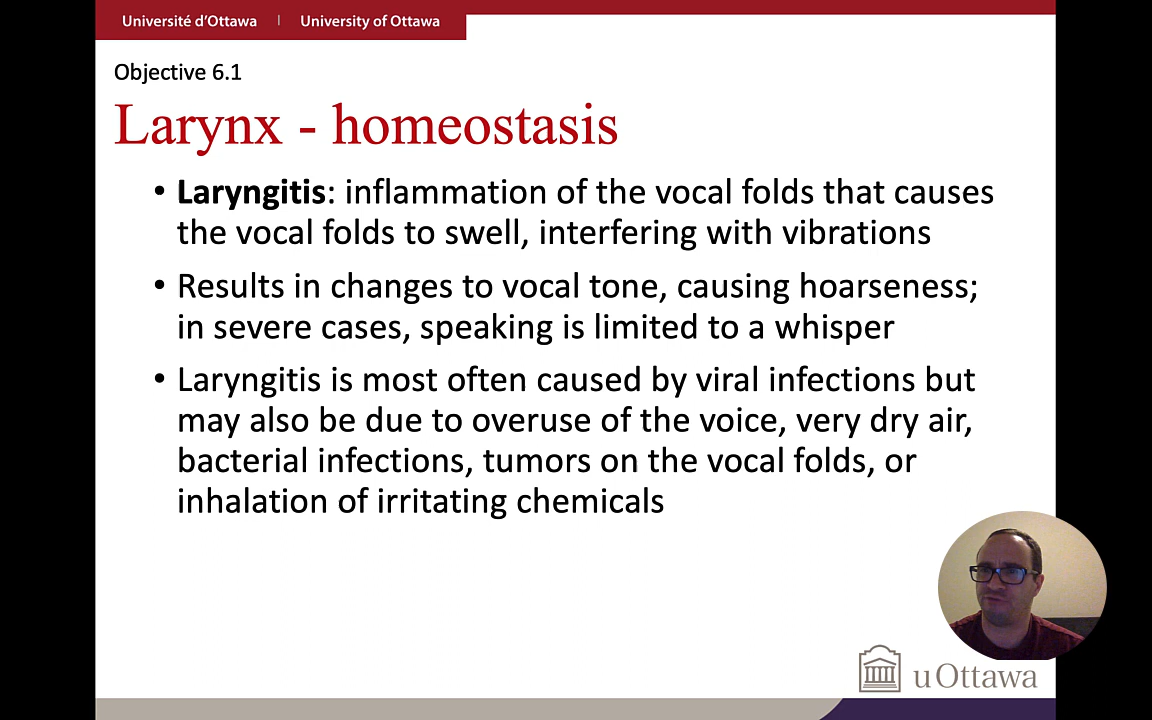 Université d'Ottawa | University of Ottawa
Objective 6.1
Larynx - homeostasis
• Laryngitis: inflammation of the vocal folds that causes
the vocal folds to swell, interfering with vibrations
• Results in changes to vocal tone, causing hoarseness;
in severe cases, speaking is limited to a whisper
• Laryngitis is most often caused by viral infections but
may also be due to overuse of the voice, very dry air,
bacterial infections, tumors on the vocal folds, or
inhalation of irritating chemicals
uOttawa